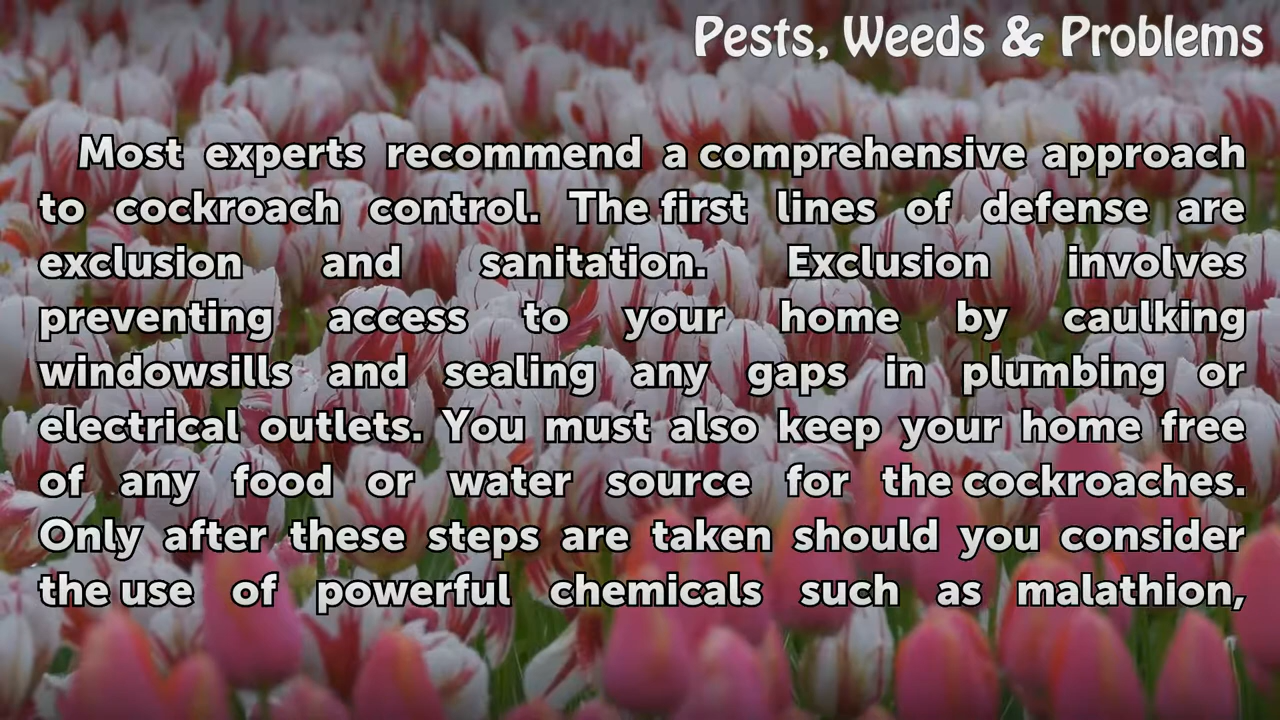 Pests, Weeds & Problems
Most experts recommend a comprehensive approach
to cockroach control. The first lines of defense are
exclusion and sanitation. Exclusion involves
preventing access to your home by caulking
windowsills and sealing any gaps in plumbing or
electrical outlets. You must also keep your home free
of any food or water source for the cockroaches.
Only after these steps are taken should you consider
the use of powerful chemicals such as malathion,